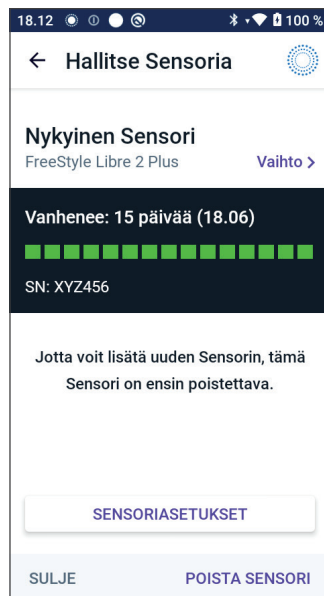 18.12 100 %
Hallitse Sensoria
Nykyinen Sensori
FreeStyle Libre 2 Plus Vaihto >
Vanhenee: 15 päivää (18.06)
SN: XYZ456
Jotta voit lisätä uuden Sensorin, tämä
Sensori on ensin poistettava.
SENSORIASETUKSET
SULJE POISTA SENSORI